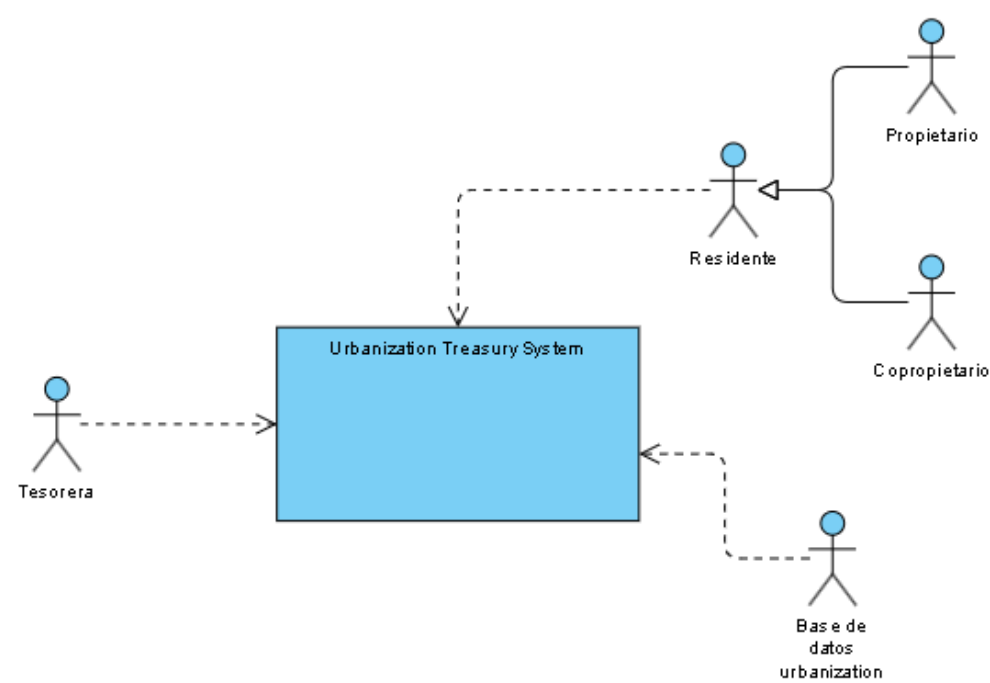 Propietario
Residente
Urbanization Treasury System
Copropietario
Tesorera
Base de
datos
urbanization